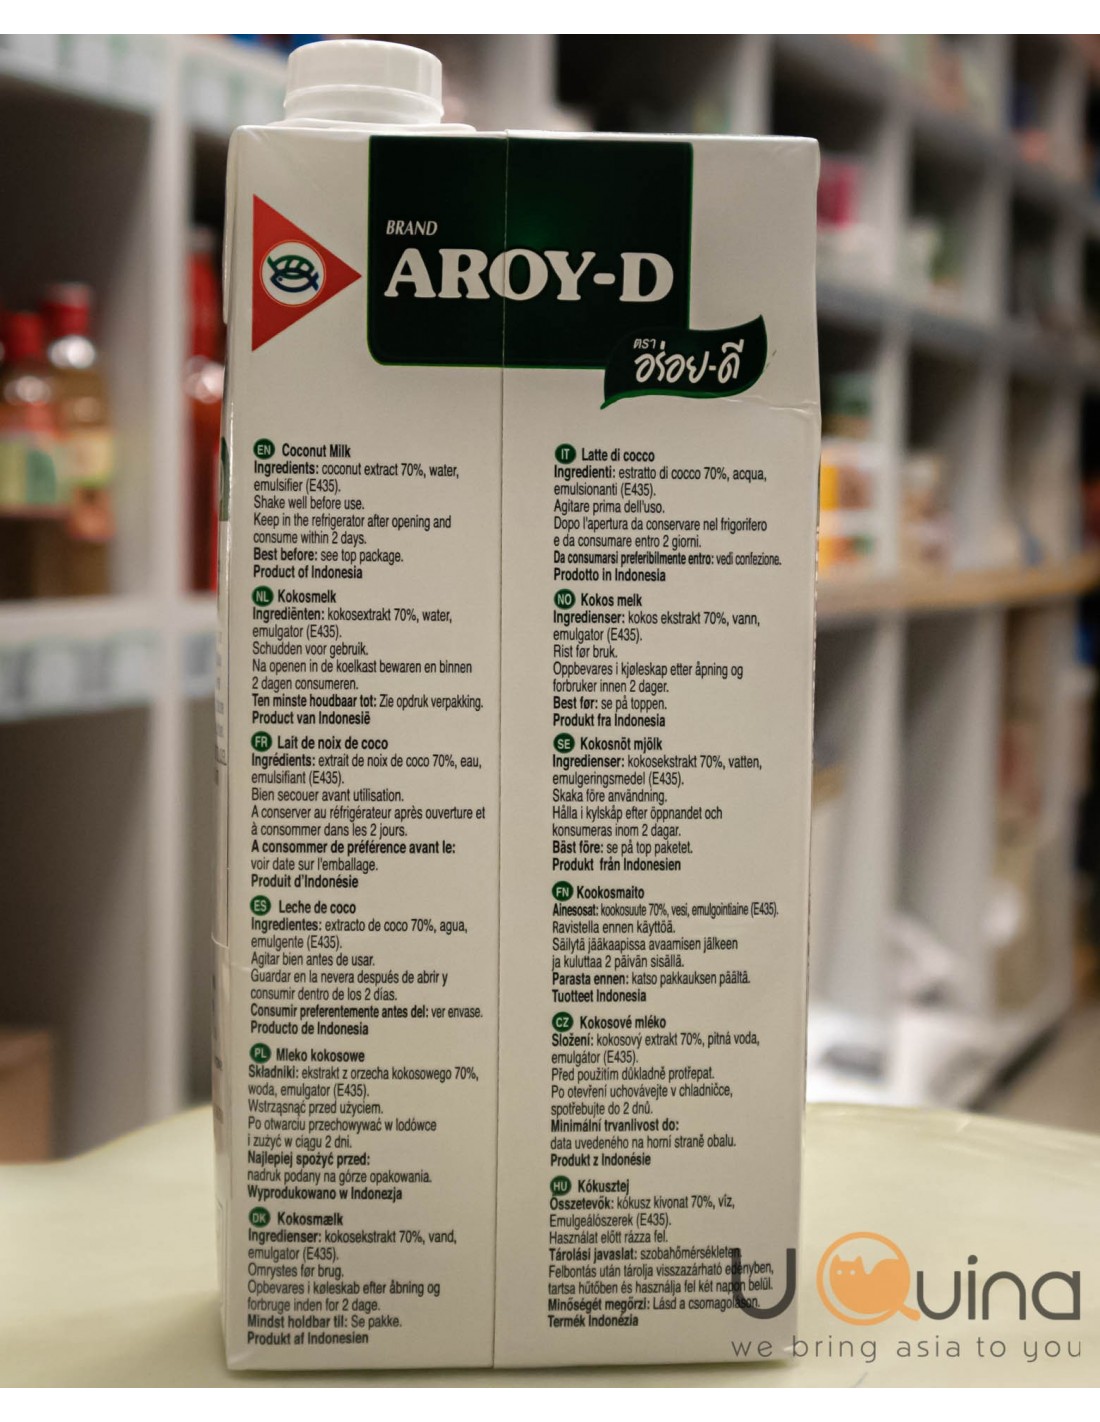 BRAND
AROY-D
ตรา
อร่อย-ดี
EN Coconut Milk
Ingredients: coconut extract 70%, water,
emulsifier (E435).
Shake well before use.
Keep in the refrigerator after opening and
consume within 2 days.
Best before: see top package.
Product of Indonesia
NL Kokosmelk
Ingrediënten: kokosextrakt 70%, water,
emulgator (E435).
Schudden voor gebruik.
Na openen in de koelkast bewaren en binnen
2 dagen consumeren.
Ten minste houdbaar tot: Zie opdruk verpakking.
Product van Indonesië
FR Lait de noix de coco
Ingrédients: extrait de noix de coco 70%, eau,
emulsifiant (E435).
Bien secouer avant utilisation.
A conserver au réfrigérateur après ouverture et
à consommer dans les 2 jours.
A consommer de préférence avant le:
voir date sur l'emballage.
Produit d'Indonésie
ES Leche de coco
Ingredientes: extracto de coco 70%, agua,
emulgente (E435).
Agitar bien antes de usar.
Guardar en la nevera después de abrir y
consumir dentro de los 2 días.
Consumir preferentemente antes del: ver envase.
Producto de Indonesia
PL Mleko kokosowe
Składniki: ekstrakt z orzecha kokosowego 70%,
woda, emulgator (E435).
Wstrząsnąć przed użyciem.
Po otwarciu przechowywać w lodówce
i zużyć w ciągu 2 dni.
Najlepiej spożyć przed:
nadruk podany na górze opakowania.
Wyprodukowano w Indonezja
DK Kokosmælk
Ingredienser: kokosekstrakt 70%, vand,
emulgator (E435).
Omrystes før brug.
Opbevares i køleskab efter åbning og
forbruge inden for 2 dage.
Mindst holdbar til: Se pakke.
Produkt af Indonesien
IT Latte di cocco
Ingredienti: estratto di cocco 70%, acqua,
emulsionanti (E435).
Agitare prima dell'uso.
Dopo l'apertura da conservare nel frigorifero
e da consumare entro 2 giorni.
Da consumarsi preferibilmente entro: vedi confezione.
Prodotto in Indonesia
NO Kokos melk
Ingredienser: kokos ekstrakt 70%, vann,
emulgator (E435).
Rist før bruk.
Oppbevares i kjøleskap etter åpning og
forbruker innen 2 dager.
Best før: se på toppen.
Produkt fra Indonesia
SE Kokosnöt mjölk
Ingredienser: kokosekstrakt 70%, vatten,
emulgeringsmedel (E435).
Skaka före användning.
Hålla i kylskåp efter öppnandet och
konsumeras inom 2 dagar.
Bäst före: se på top paketet.
Produkt från Indonesien
FN Kookosmaito
Ainesosat: kookosuute 70%, vesi, emulgointiaine (E435).
Ravistella ennen käyttöä.
Säilytä jääkaapissa avaamisen jälkeen
ja kuluttaa 2 päivän sisällä.
Parasta ennen: katso pakkauksen päältä.
Tuotteet Indonesia
CZ Kokosové mléko
Složení: kokosový extrakt 70%, pitná voda,
emulgátor (E435).
Před použitím důkladně protřepat.
Po otevření uchovávejte v chladničce,
spotřebujte do 2 dnů.
Minimální trvanlivost do:
data uvedeného na horní straně obalu.
Produkt z Indonésie
HU Kókusztej
Összetevők: kókusz kivonat 70%, víz,
Emulgeálószerek (E435).
Használat előtt rázza fel.
Tárolási javaslat: szobahőmérsékleten.
Felbontás után tárolja visszazárható edényben,
tartsa hűtőben és használja fel két napon belül.
Minőségét megőrzi: Lásd a csomagoláson.
Termék Indonézia
UQuina
we bring asia to you